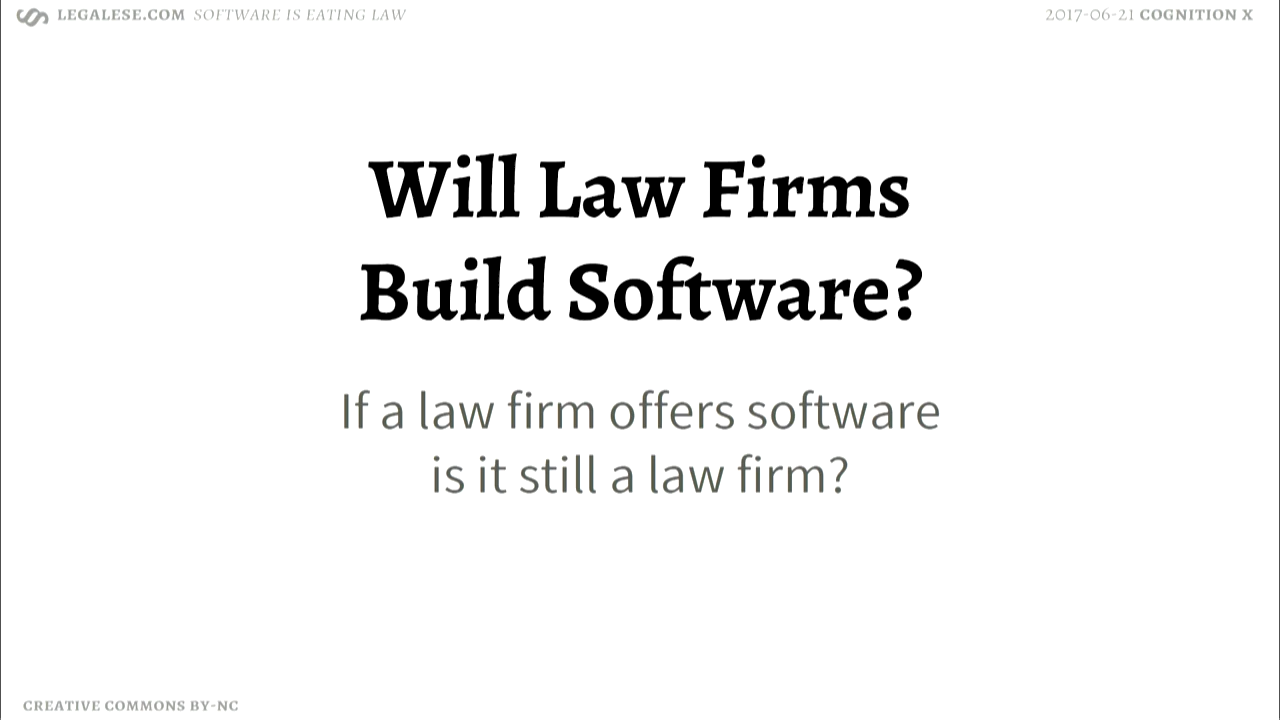 LEGALESE.COM SOFTWARE IS EATING LAW
2017-06-21 COGNITION X
Will Law Firms
Build Software?
If a law firm offers software
is it still a law firm?
CREATIVE COMMONS BY-NC